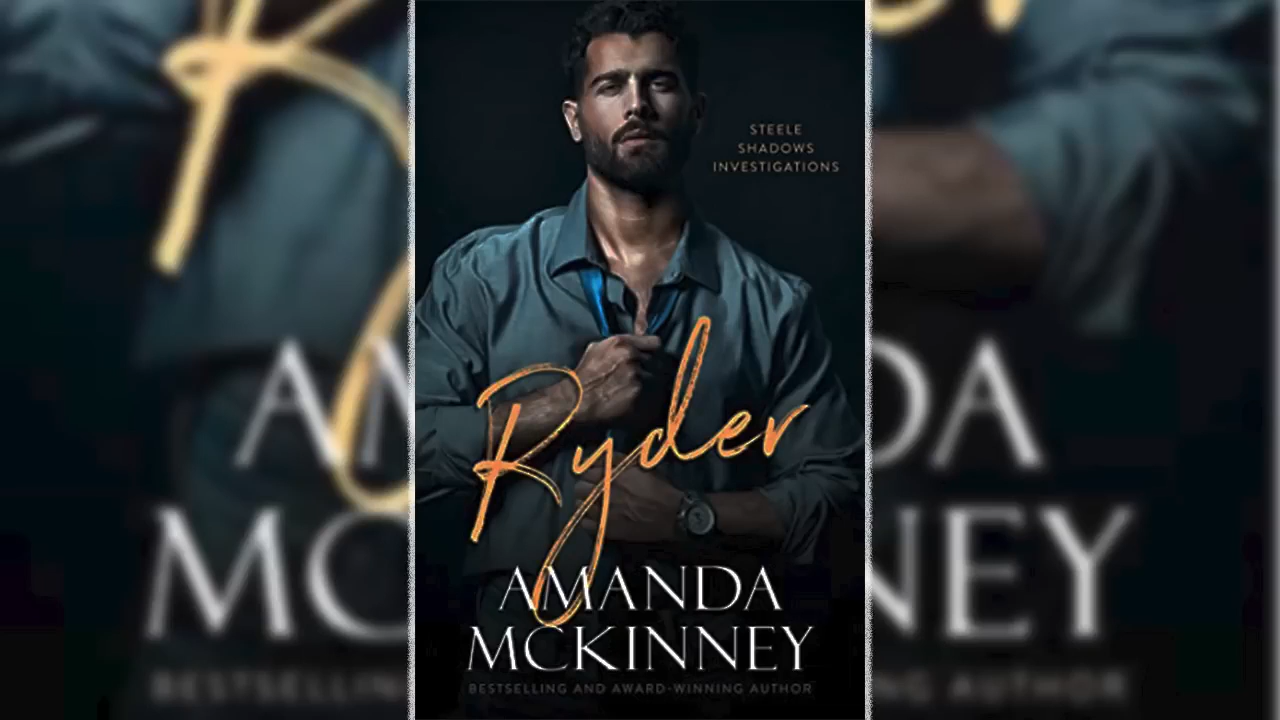 STEELE
SHADOWS
INVESTIGATIONS
Ryder
AMANDA
MCKINNEY
BESTSELLING AND AWARD-WINNING AUTHOR